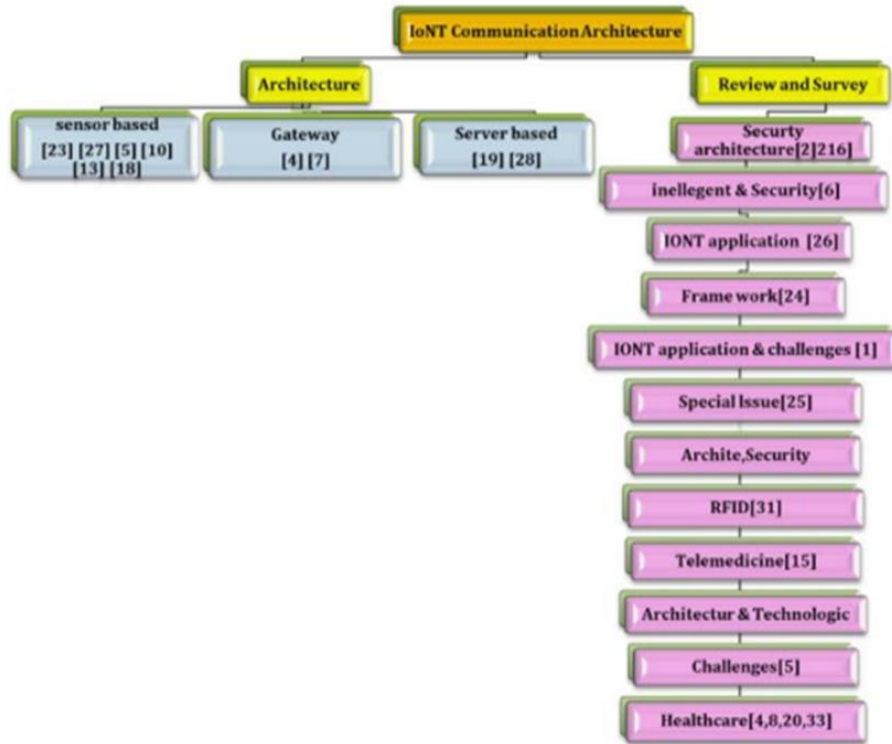 IoNT Communication Architecture
Architecture
Review and Survey
sensor based
[23] [27] [5] [10]
[13] [18]
Gateway
[4] [7]
Server based
[19] [28]
Securty
architecture[2]216]
inellegent & Security[6]
IONT application [26]
Frame work[24]
IONT application & challenges [1]
Special Issue[25]
Archite,Security
RFID[31]
Telemedicine[15]
Architectur & Technologic
Challenges[5]
Healthcare[4,8,20,33]